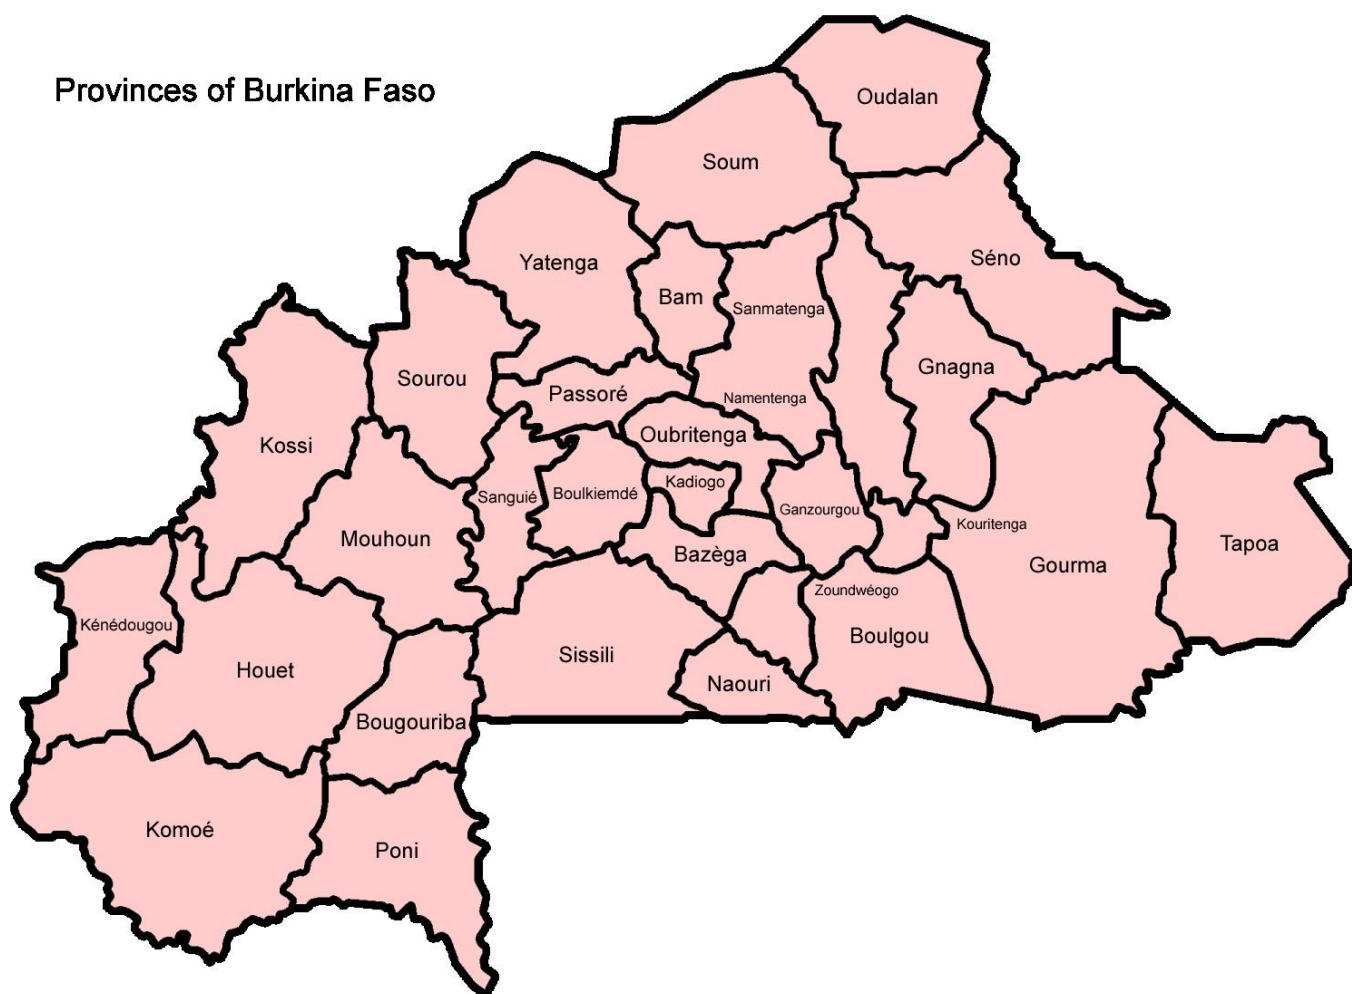 Provinces of Burkina Faso
Oudalan
Soum
Séno
Yatenga
Bam
Sanmatenga
Gnagna
Sourou
Passoré
Namentenga
Oubritenga
Kossi
Kadiogo
Sanguié
Boulkiemdé
Ganzourgou
Kouritenga
Mouhoun
Bazèga
Gourma
Tapoa
Zoundwéogo
Kénédougou
Boulgou
Sissili
Houet
Naouri
Bougouriba
Komoé
Poni